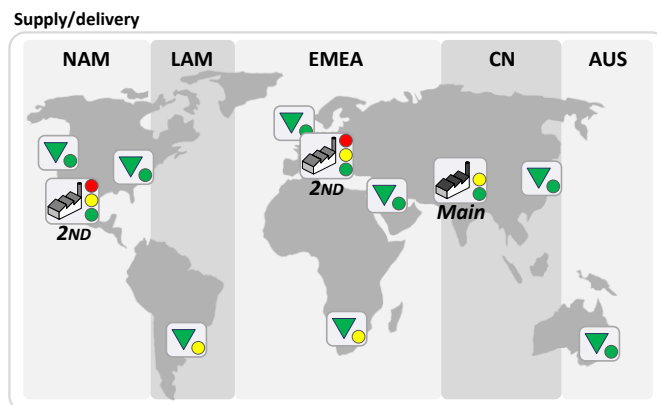 Supply/delivery
NAM LAM EMEA CN AUS
2ND
2ND
Main